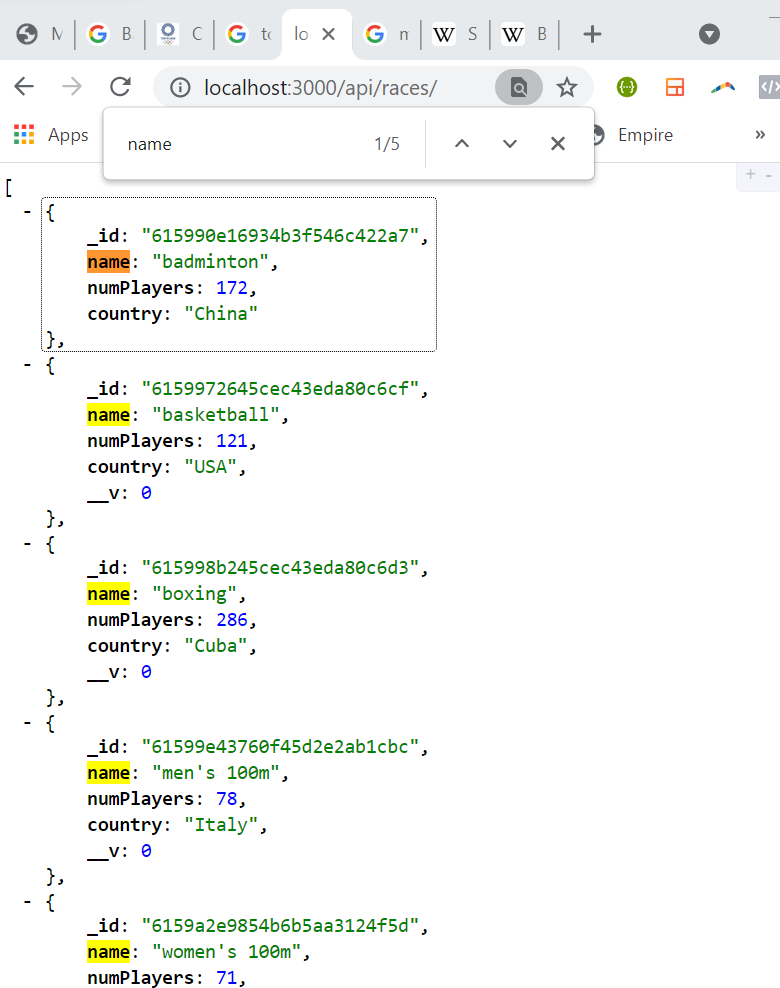 M
B
C
to
lo
n
S
B
localhost:3000/api/races/
Apps
Empire
»
name 1/5
+ -
[
- {
_id: "615990e16934b3f546c422a7",
name: "badminton",
numPlayers: 172,
country: "China"
},
- {
_id: "6159972645cec43eda80c6cf",
name: "basketball",
numPlayers: 121,
country: "USA",
__v: 0
},
- {
_id: "615998b245cec43eda80c6d3",
name: "boxing",
numPlayers: 286,
country: "Cuba",
__v: 0
},
- {
_id: "61599e43760f45d2e2ab1cbc",
name: "men's 100m",
numPlayers: 78,
country: "Italy",
__v: 0
},
- {
_id: "6159a2e9854b6b5aa3124f5d",
name: "women's 100m",
numPlayers: 71,